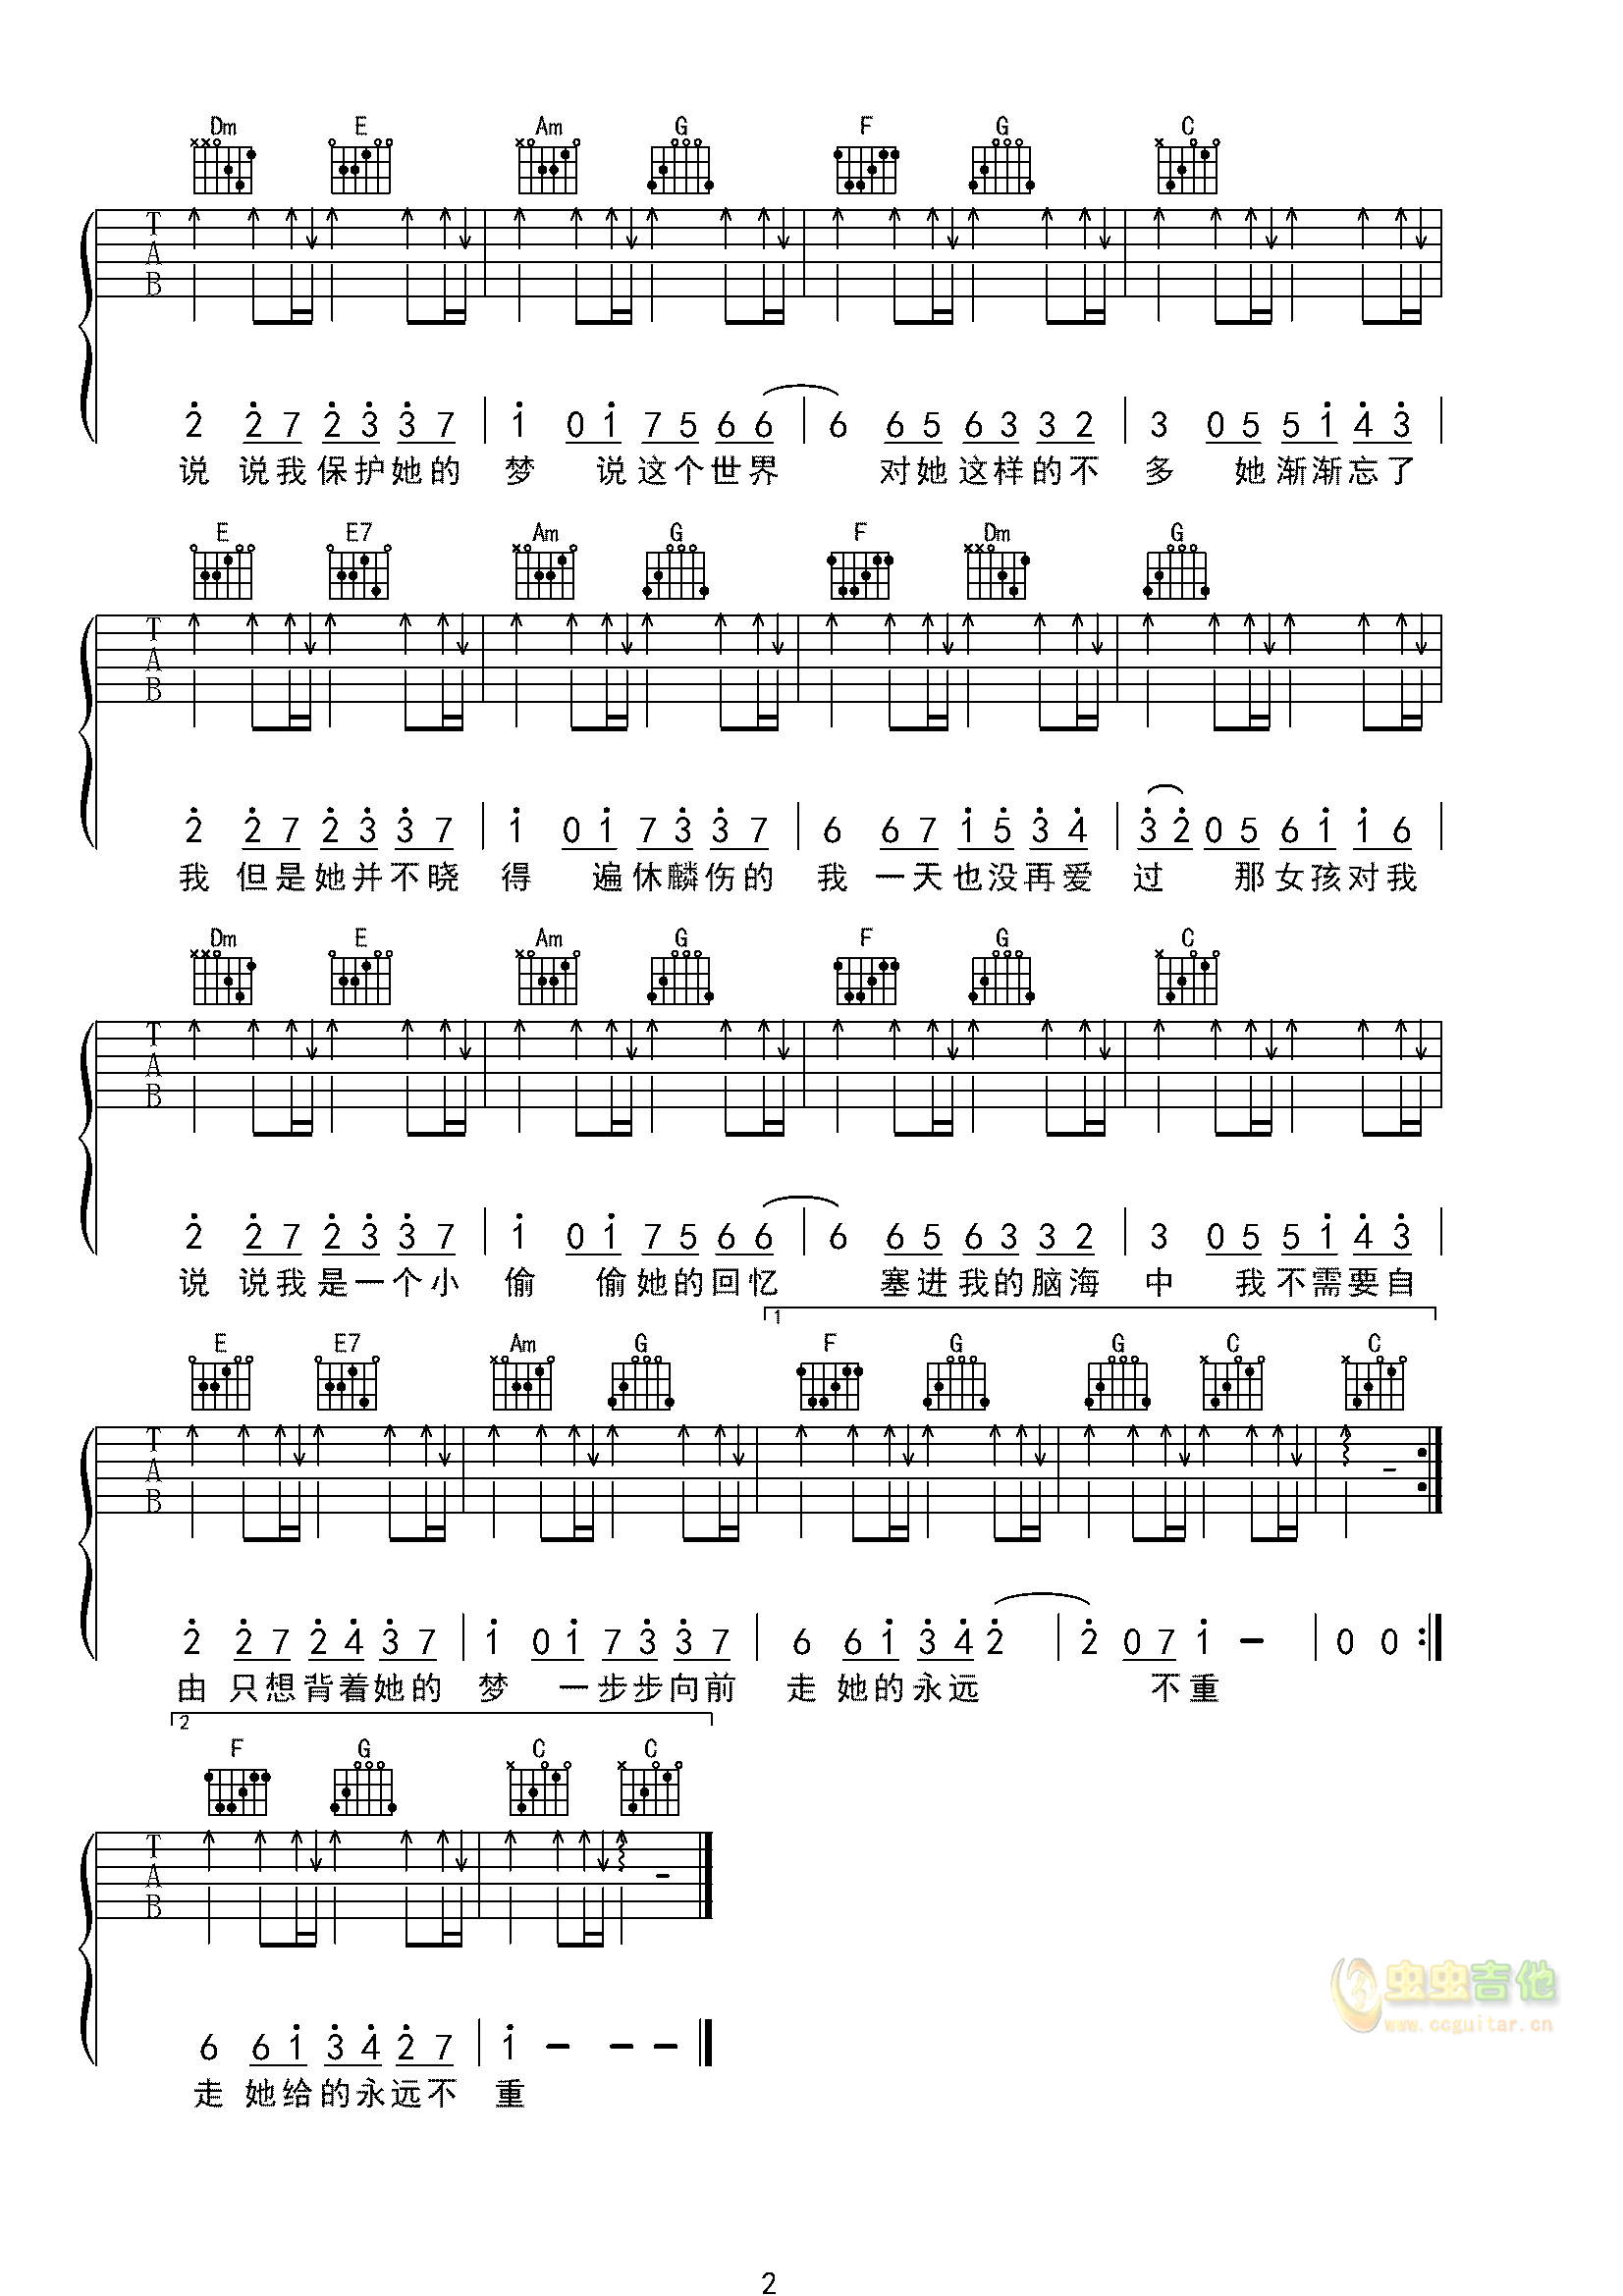 Dm E Am G F G C
T A B
2 2 7 2 3 3 7 1 0 1 7 5 6 6 6 6 5 6 3 3 2 3 0 5 5 1 4 3
说 说我保护她的 梦 说这个世界 对她这样的不 多 她渐渐忘了
E E7 Am G F Dm G
T A B
2 2 7 2 3 3 7 1 0 1 7 3 3 7 6 6 7 1 5 3 4 3 2 0 5 6 1 1 6
我 但是她并不晓 得 遍休麟伤的 我 一天也没再爱 过 那女孩对我
Dm E Am G F G C
T A B
2 2 7 2 3 3 7 1 0 1 7 5 6 6 6 6 5 6 3 3 2 3 0 5 5 1 4 3
说 说我是一个小 偷 偷她的回忆 塞进我的脑海 中 我不需要自
1
E E7 Am G F G G C C
T A B
2 2 7 2 4 3 7 1 0 1 7 3 3 7 6 6 1 3 4 2 2 0 7 1 – 0 0
由 只想背着她的 梦 一步步向前 走 她的永远 不重
2
F G C C
T A B
6 6 1 3 4 2 7 1 – – –
走 她给的永远不 重
虫虫吉他
www.ccguitar.cn
2